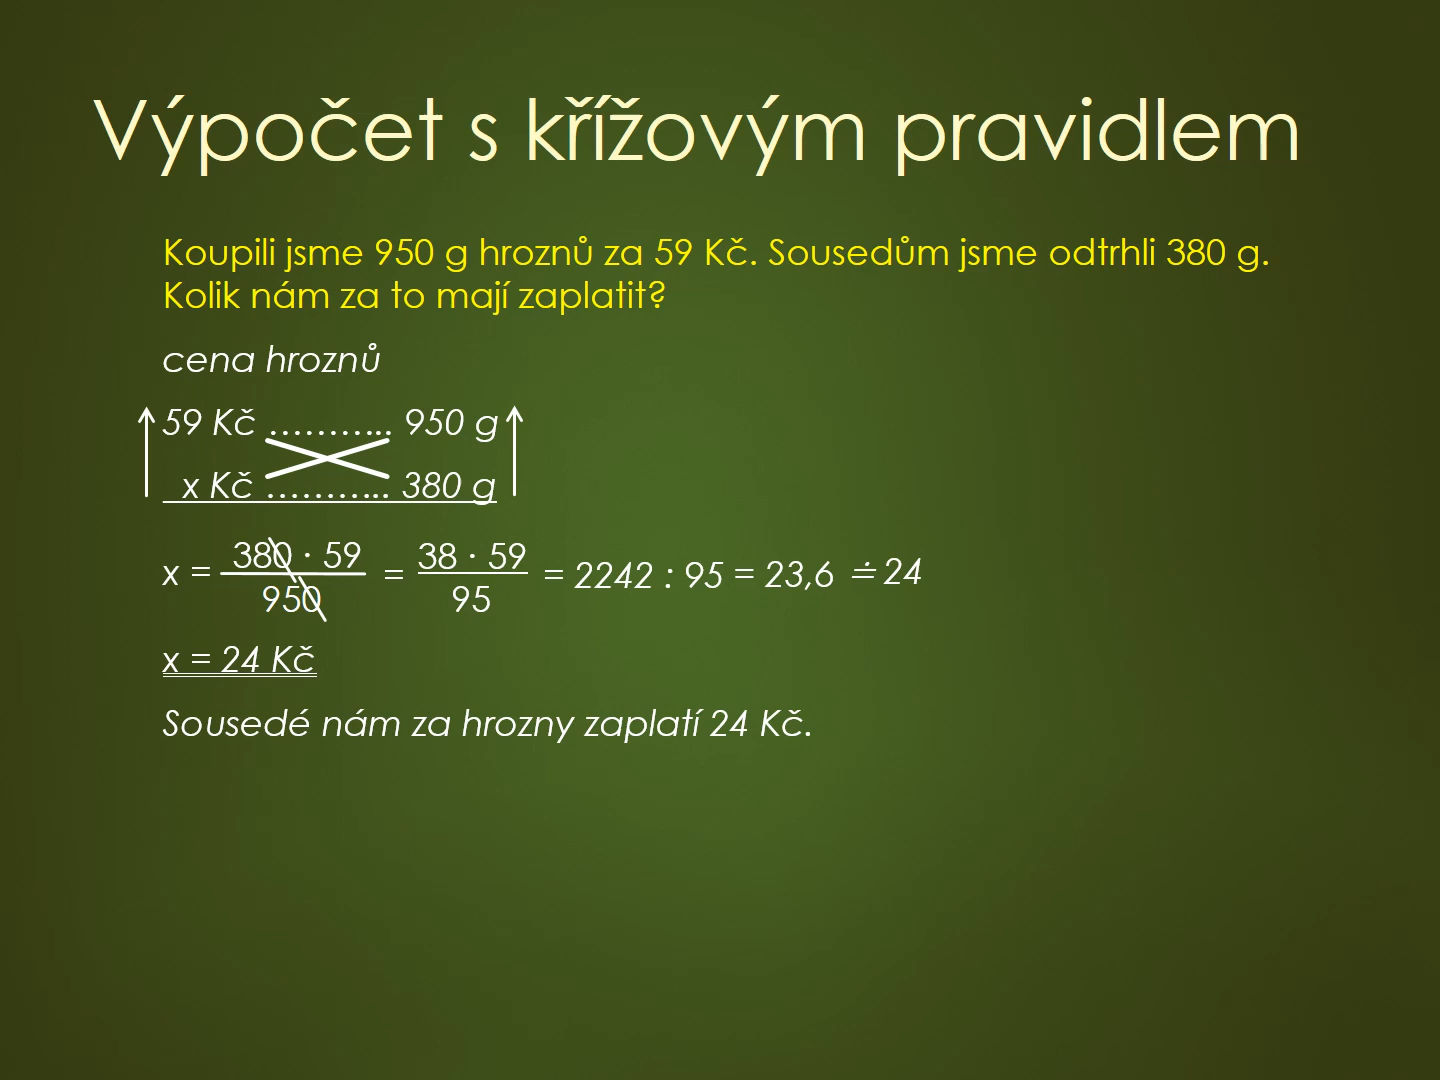 Výpočet s křížovým pravidlem
Koupili jsme 950 g hroznů za 59 Kč. Sousedům jsme odtrhli 380 g.
Kolik nám za to mají zaplatit?
cena hroznů
59 Kč ……….. 950 g
x Kč ……….. 380 g
x = 380 · 59 / 950 = 38 · 59 / 95 = 2242 : 95 = 23,6 ≐ 24
x = 24 Kč
Sousedé nám za hrozny zaplatí 24 Kč.